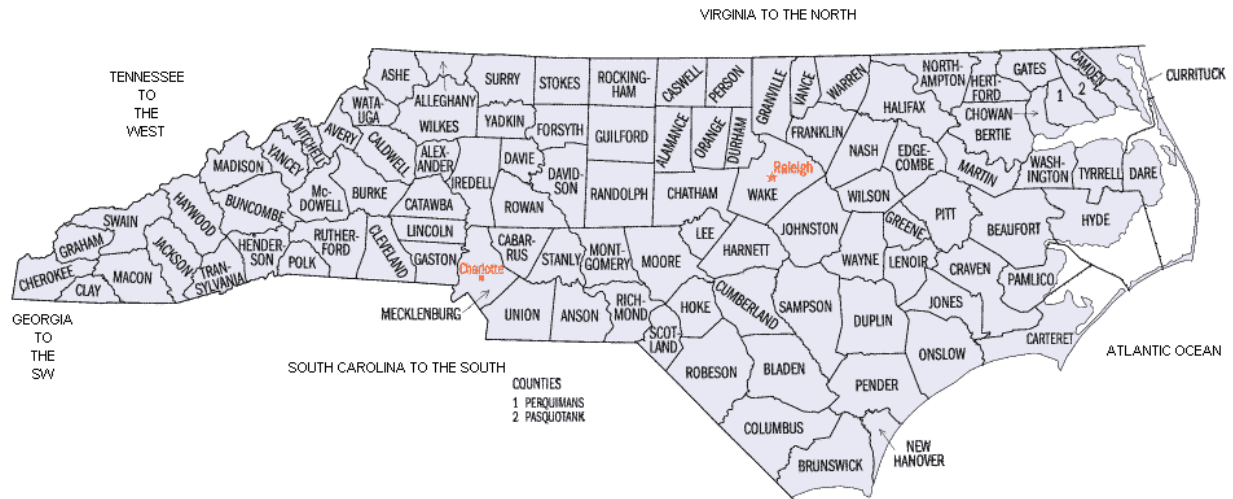 VIRGINIA TO THE NORTH
TENNESSEE
TO
THE
WEST
ASHE
ALLEGHANY
SURRY
STOKES
ROCKING-
HAM
CASWELL
PERSON
GRANVILLE
VANCE
WARREN
NORTH-
AMPTON
HERT-
FORD
GATES
CAMDEN
CURRITUCK
WATA-
UGA
WILKES
YADKIN
FORSYTH
GUILFORD
ALAMANCE
ORANGE
DURHAM
FRANKLIN
HALIFAX
CHOWAN
BERTIE
1
2
MITCHELL
AVERY
CALDWELL
ALEX-
ANDER
IREDELL
DAVIE
DAVID-
SON
RANDOLPH
CHATHAM
Raleigh
WAKE
NASH
EDGE-
COMBE
MARTIN
WASH-
INGTON
TYRRELL
DARE
MADISON
YANCEY
Mc-
DOWELL
BURKE
CATAWBA
ROWAN
WILSON
PITT
BEAUFORT
HYDE
SWAIN
HAYWOOD
BUNCOMBE
RUTHER-
FORD
CLEVELAND
LINCOLN
CABAR-
RUS
STANLY
MONT-
GOMERY
MOORE
LEE
HARNETT
JOHNSTON
GREENE
GRAHAM
JACKSON
HENDER-
SON
POLK
GASTON
Charlotte
WAYNE
LENOIR
CRAVEN
PAMLICO
CHEROKEE
CLAY
MACON
TRAN-
SYLVANIA
MECKLENBURG
UNION
ANSON
RICH-
MOND
SCOT-
LAND
HOKE
CUMBERLAND
SAMPSON
DUPLIN
JONES
CARTERET
GEORGIA
TO
THE
SW
SOUTH CAROLINA TO THE SOUTH
ROBESON
BLADEN
PENDER
ONSLOW
ATLANTIC OCEAN
COUNTIES
1 PERQUIMANS
2 PASQUOTANK
COLUMBUS
BRUNSWICK
NEW
HANOVER